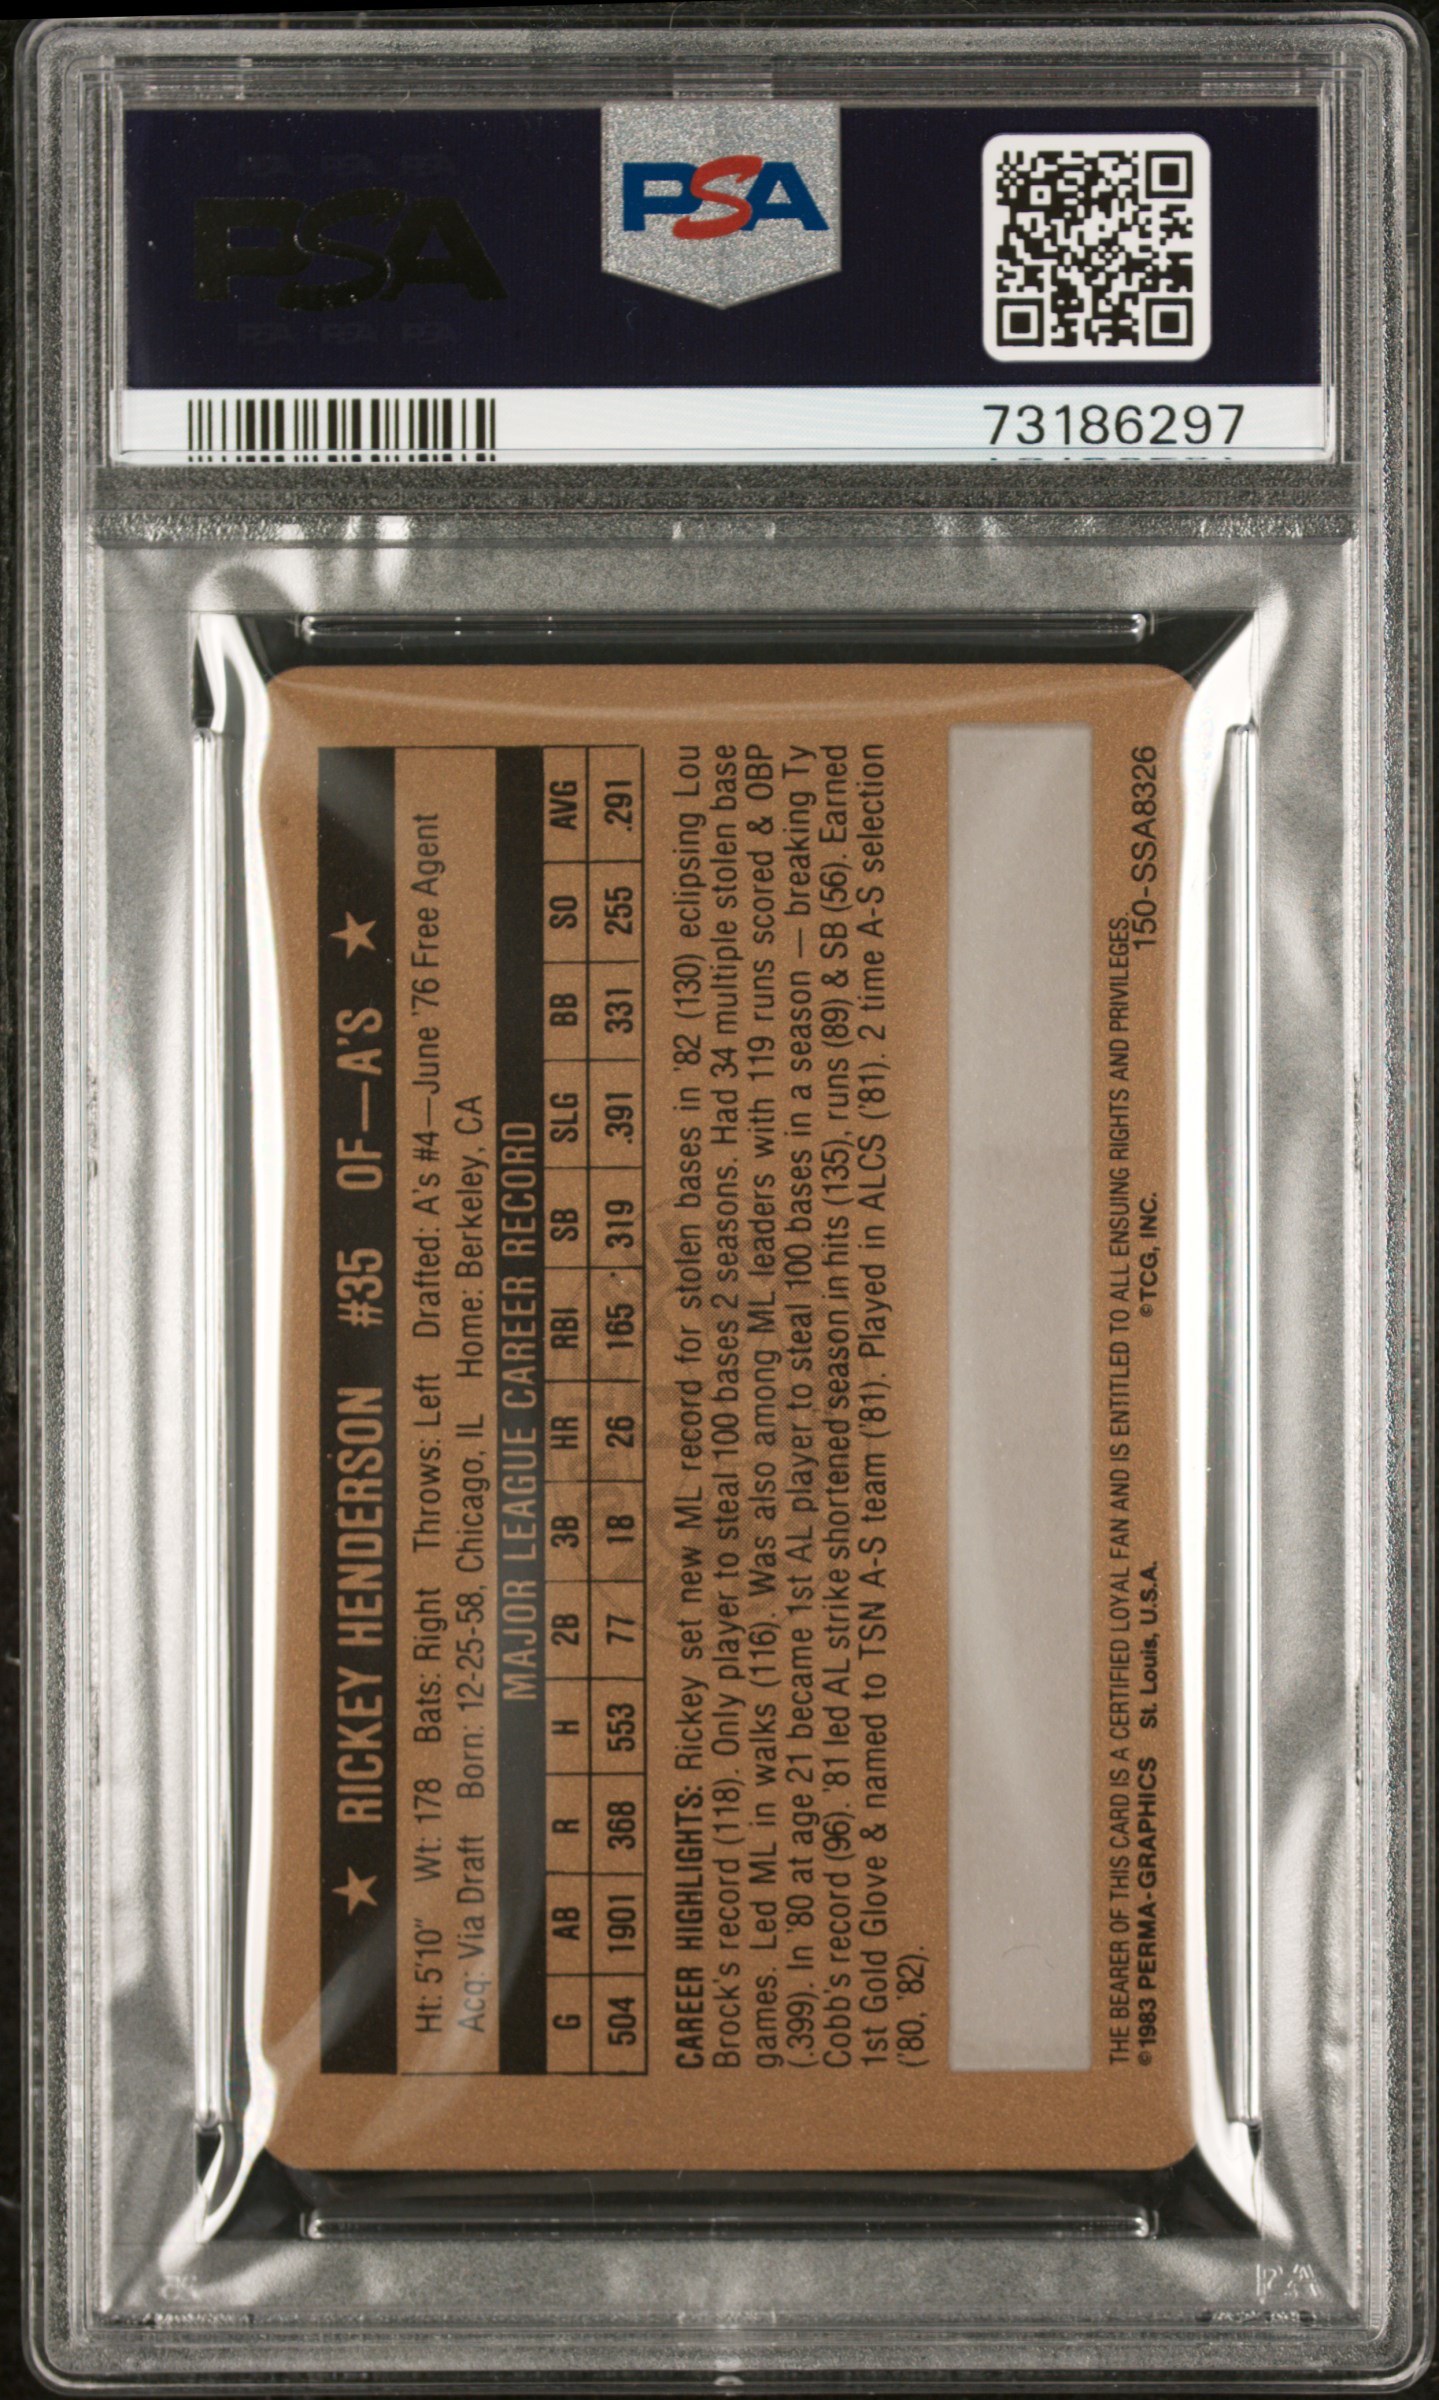 PSA
PSA
73186297
★ RICKEY HENDERSON #35 OF—A'S ★
Ht: 5'10" Wt: 178 Bats: Right Throws: Left Drafted: A's #4—June '76 Free Agent
Acq: Via Draft Born: 12-25-58, Chicago, IL Home: Berkeley, CA
MAJOR LEAGUE CAREER RECORD
G AB R H 2B 3B HR RBI SB SLG BB SO AVG
504 1901 368 553 77 18 26 165 319 .391 331 255 .291
CAREER HIGHLIGHTS: Rickey set new ML record for stolen bases in '82 (130) eclipsing Lou
Brock's record (118). Only player to steal 100 bases 2 seasons. Had 34 multiple stolen base
games. Led ML in walks (116). Was also among ML leaders with 119 runs scored & OBP
(.399). In '80 at age 21 became 1st AL player to steal 100 bases in a season — breaking Ty
Cobb's record (96). '81 led AL strike shortened season in hits (135), runs (89) & SB (56). Earned
1st Gold Glove & named to TSN A-S team ('81). Played in ALCS ('81). 2 time A-S selection
('80, '82).
THE BEARER OF THIS CARD IS A CERTIFIED LOYAL FAN AND IS ENTITLED TO ALL ENSUING RIGHTS AND PRIVILEGES.
©1983 PERMA-GRAPHICS St. Louis, U.S.A. ©TCG, INC. 150-SSA8326